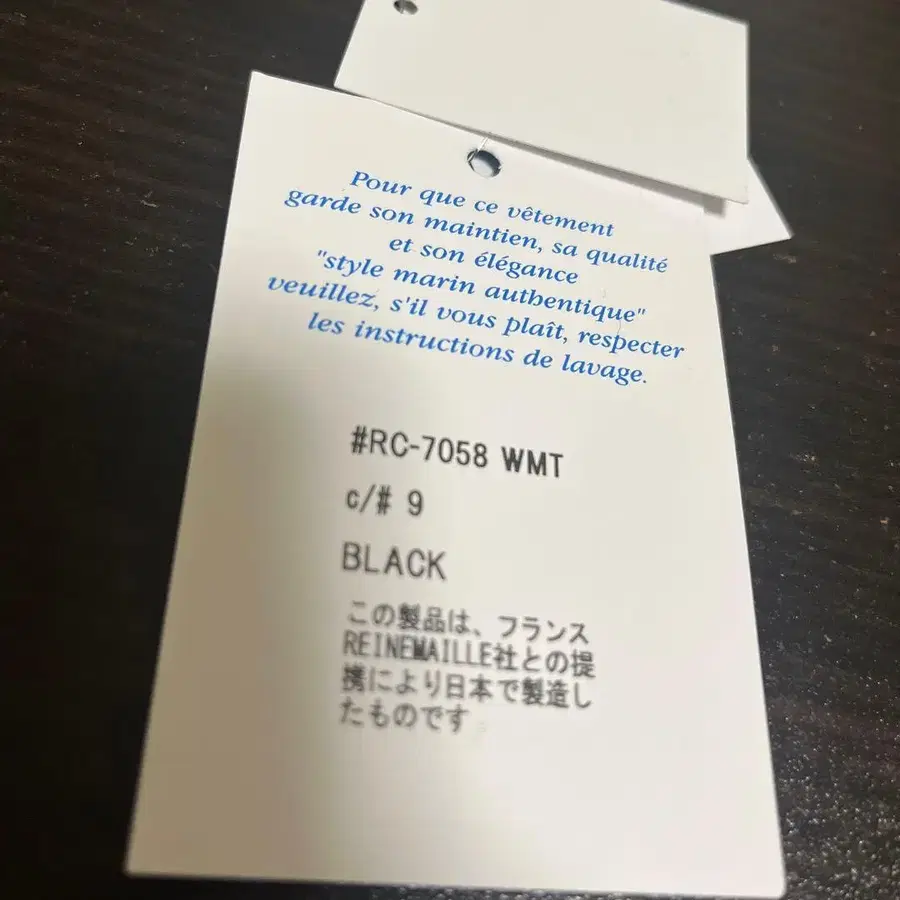 Pour que ce vêtement
garde son maintien, sa qualité
et son élégance
"style marin authentique"
veuillez, s'il vous plaît, respecter
les instructions de lavage.
#RC-7058 WMT
c/# 9
BLACK
この製品は、フランス
REINEMAILLE社との提
携により日本で製造し
たものです